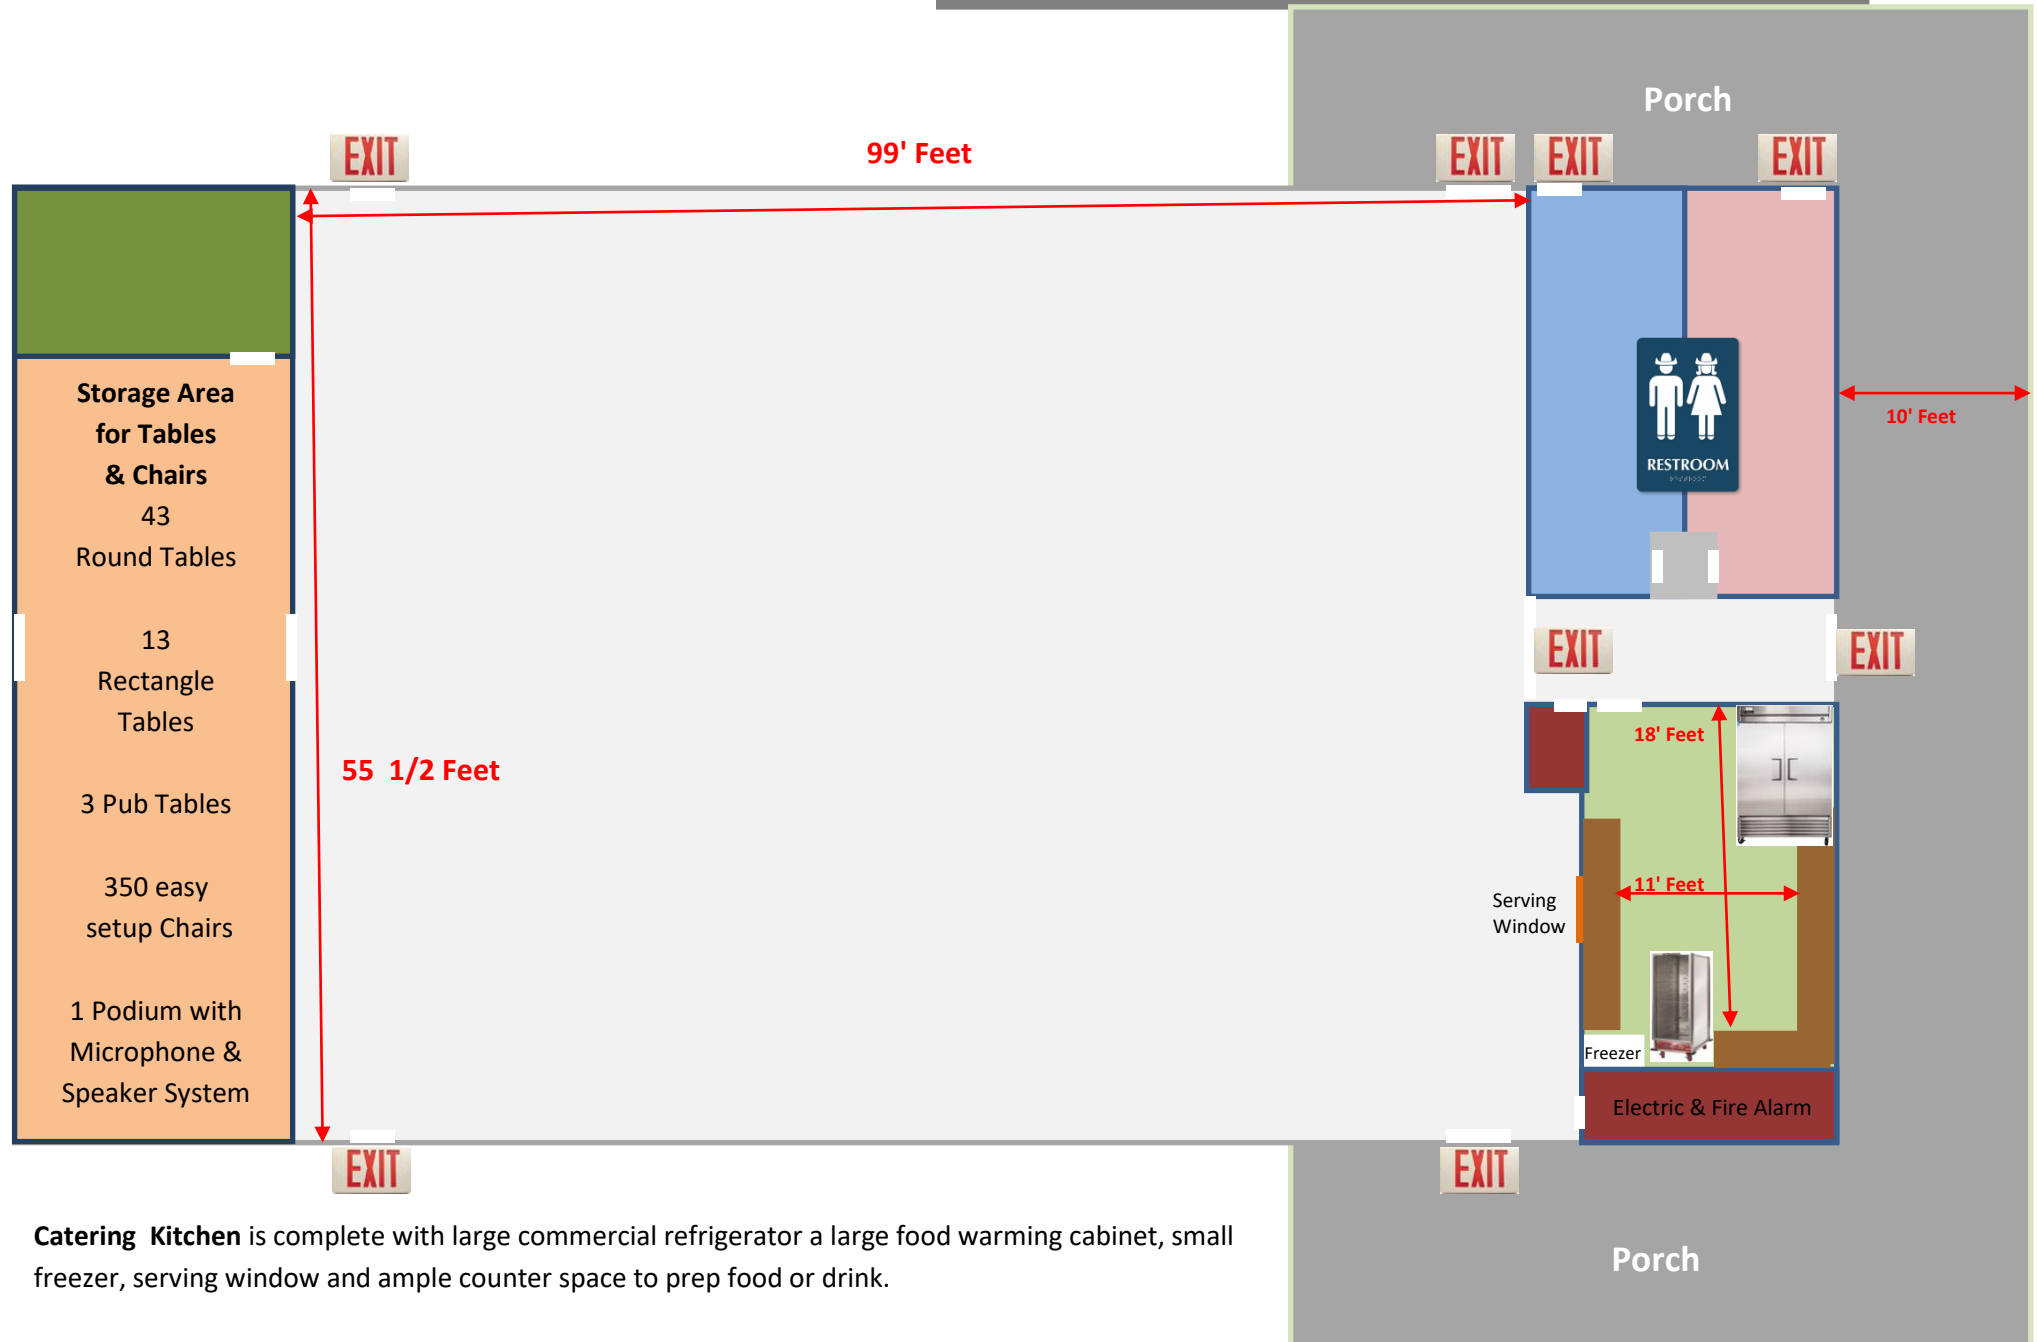 Porch
EXIT
99' Feet
EXIT
EXIT
EXIT
Storage Area
for Tables
& Chairs
43
Round Tables
13
Rectangle
Tables
3 Pub Tables
350 easy
setup Chairs
1 Podium with
Microphone &
Speaker System
55 1/2 Feet
RESTROOM
10' Feet
EXIT
EXIT
18' Feet
11' Feet
Serving
Window
Freezer
Electric & Fire Alarm
EXIT
EXIT
Catering Kitchen is complete with large commercial refrigerator a large food warming cabinet, small
freezer, serving window and ample counter space to prep food or drink.
Porch